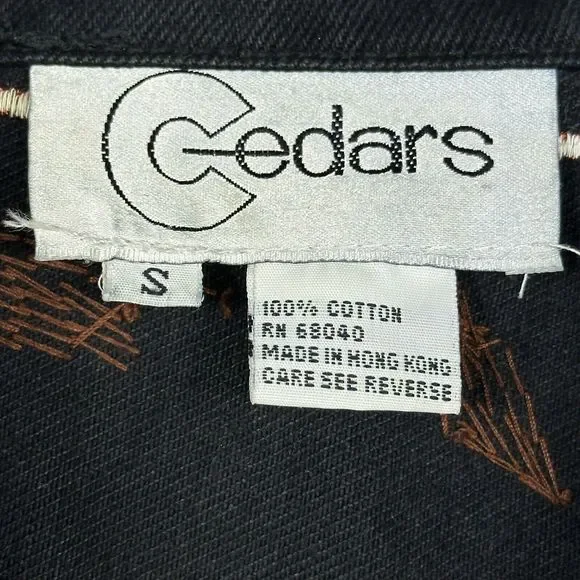 Cedars
S
100% COTTON
RN 68040
MADE IN HONG KONG
CARE SEE REVERSE